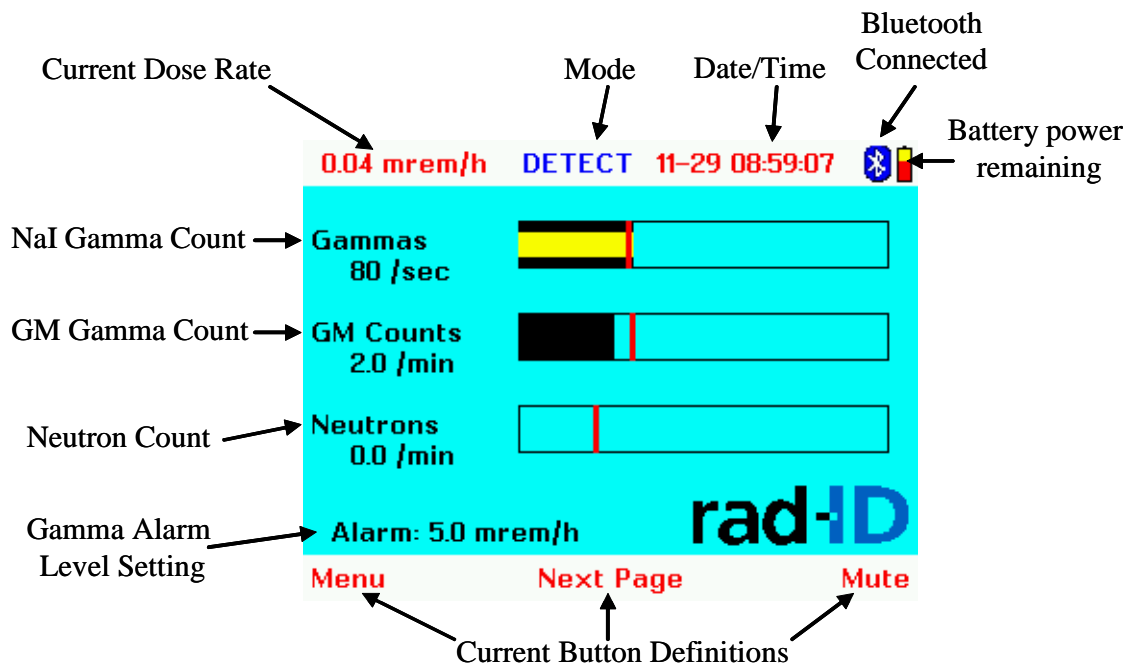 Bluetooth
Connected
Current Dose Rate
Mode
Date/Time
Battery power
remaining
0.04 mrem/h DETECT 11-29 08:59:07
NaI Gamma Count
Gammas
80 /sec
GM Gamma Count
GM Counts
2.0 /min
Neutron Count
Neutrons
0.0 /min
rad-ID
Gamma Alarm
Level Setting
Alarm: 5.0 mrem/h
Menu Next Page Mute
Current Button Definitions